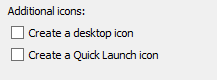 Additional icons:
Create a desktop icon
Create a Quick Launch icon